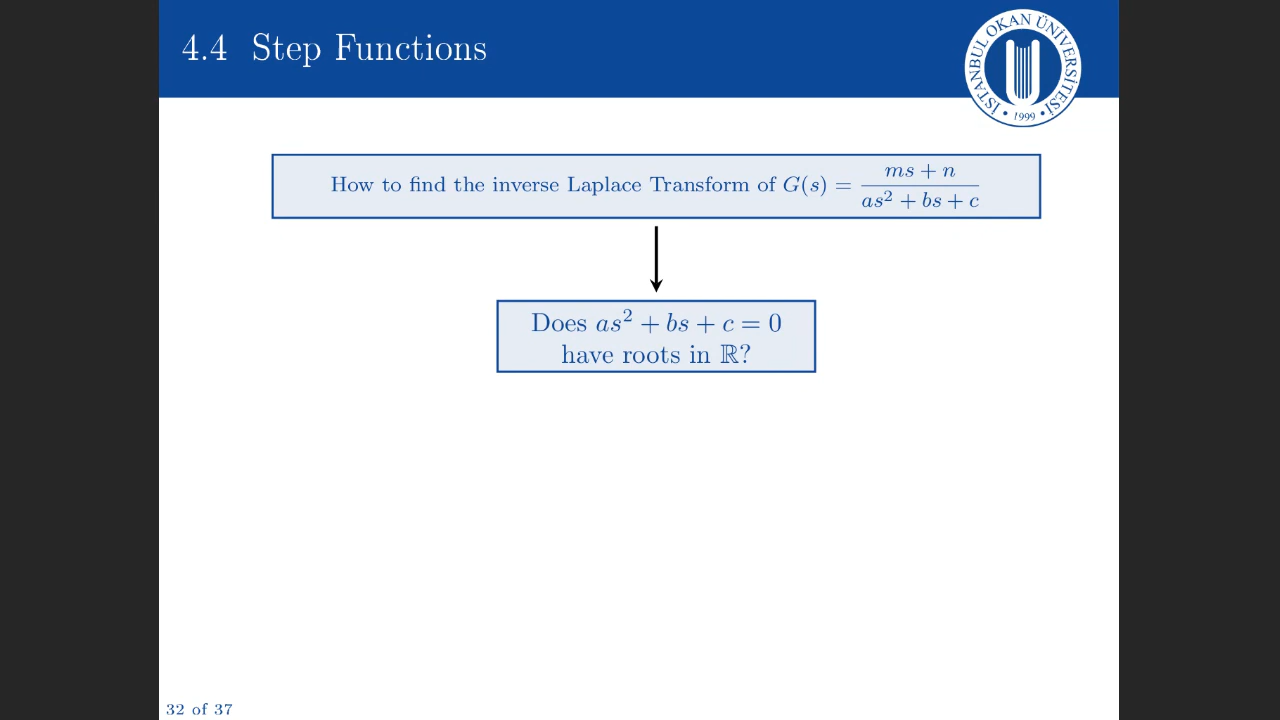 4.4 Step Functions
İSTANBUL OKAN ÜNİVERSİTESİ
• 1999 •
How to find the inverse Laplace Transform of G(s) = (ms + n)/(as² + bs + c)
Does as² + bs + c = 0
have roots in ℝ?
32 of 37